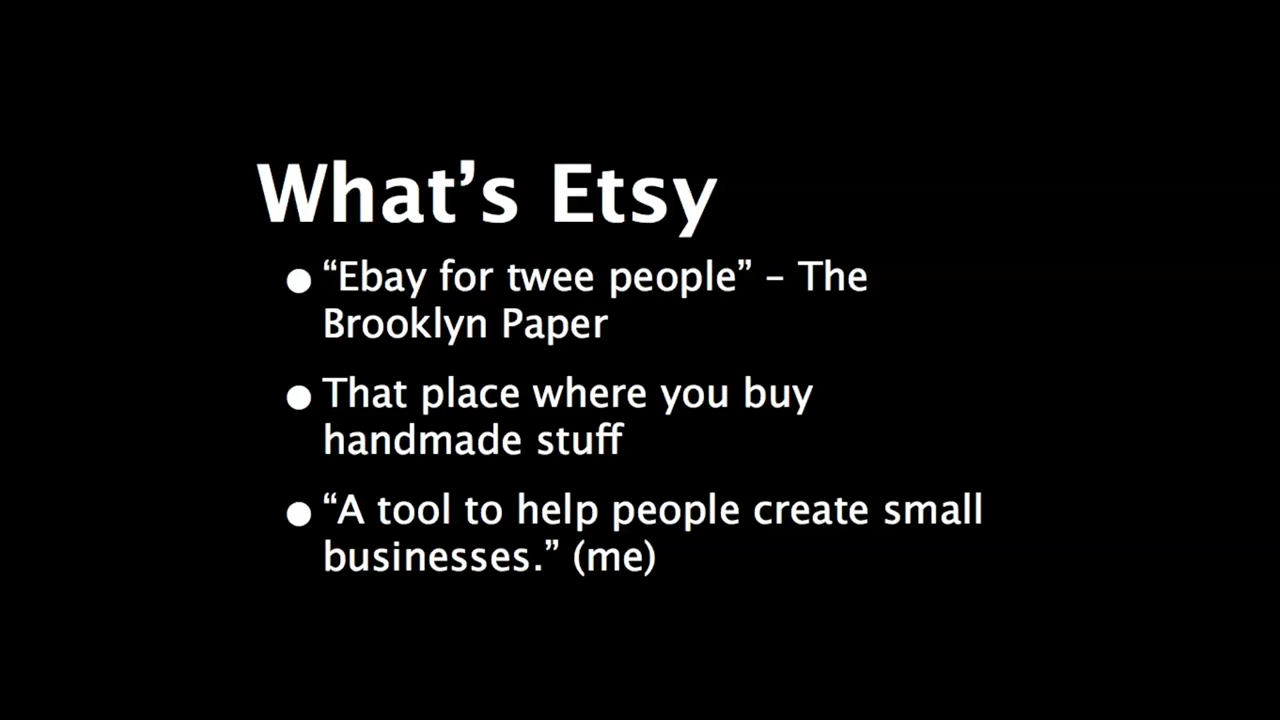 What’s Etsy
● “Ebay for twee people” – The
Brooklyn Paper
● That place where you buy
handmade stuff
● “A tool to help people create small
businesses.” (me)